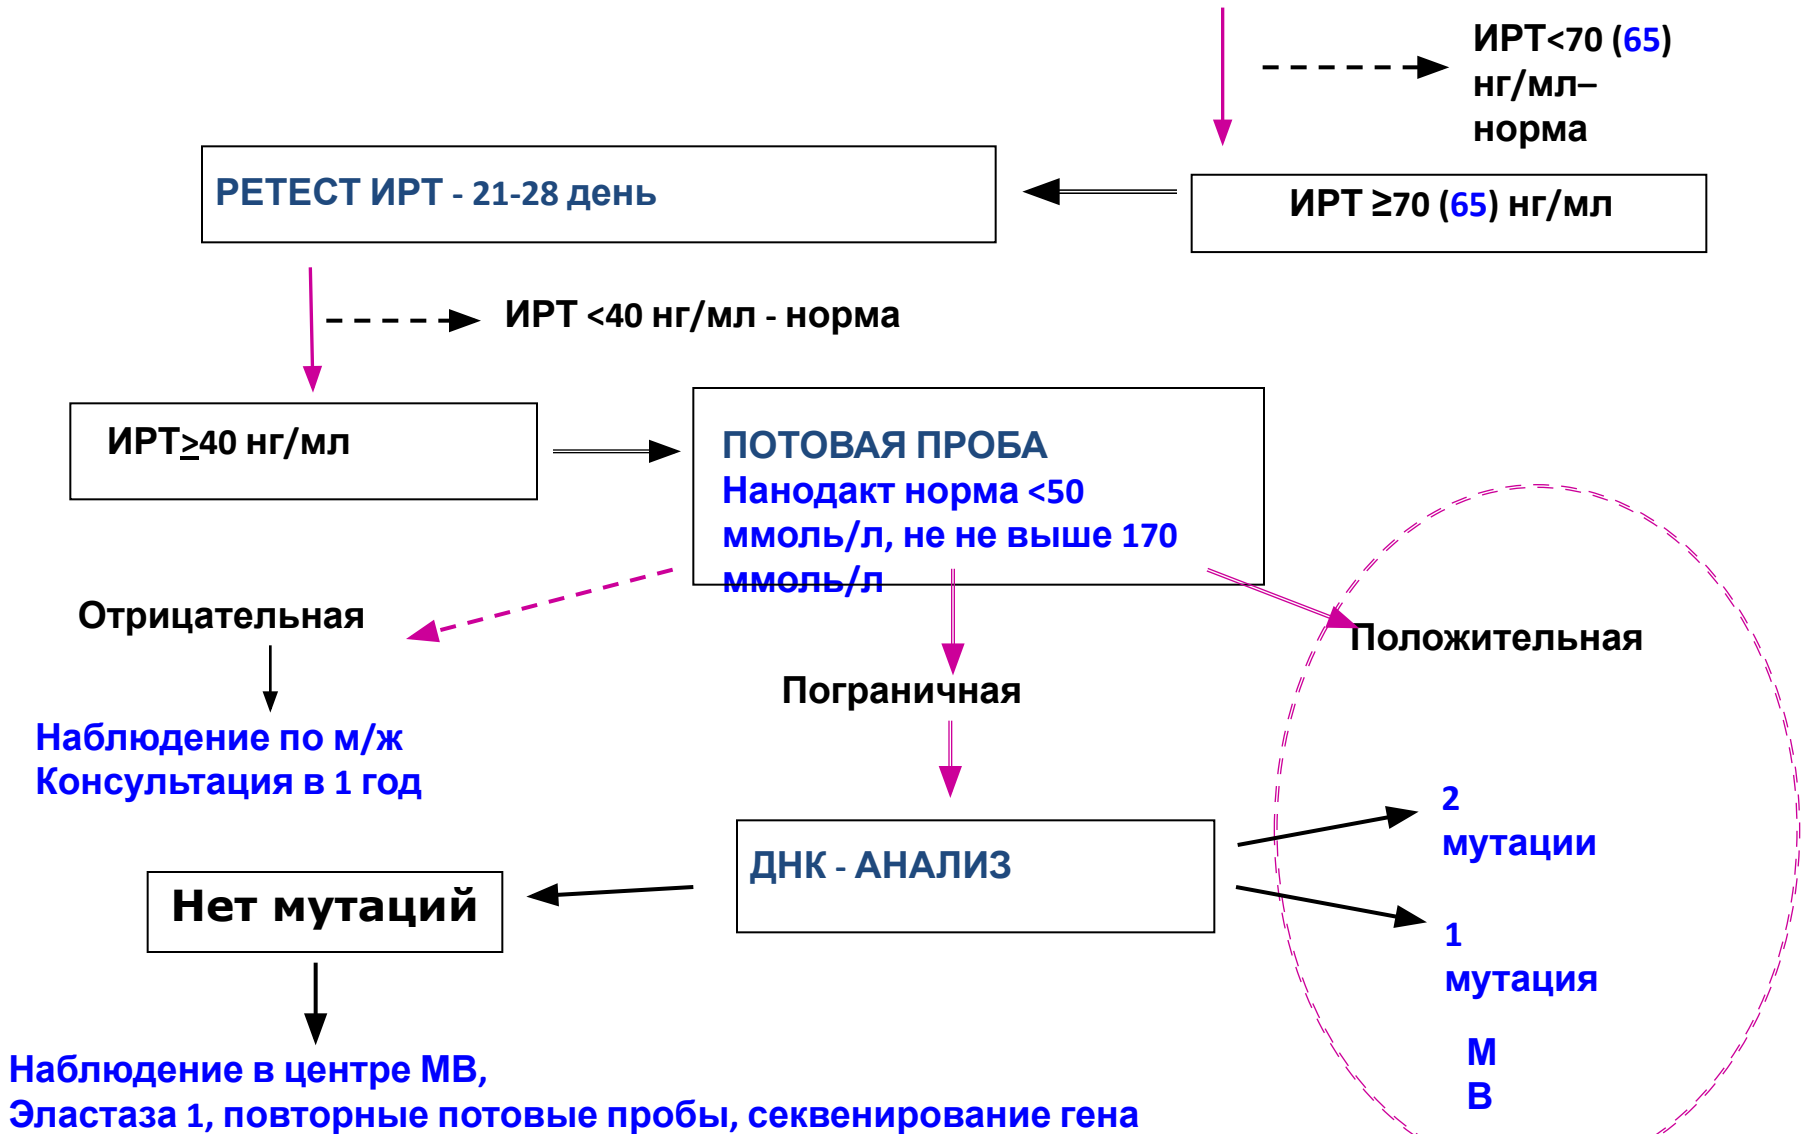 ИРТ<70 (65)
нг/мл–
норма
РЕТЕСТ ИРТ - 21-28 день
ИРТ ≥70 (65) нг/мл
ИРТ <40 нг/мл - норма
ИРТ≥40 нг/мл
ПОТОВАЯ ПРОБА
Нанодакт норма <50
ммоль/л, не не выше 170
ммоль/л
Отрицательная
Положительная
Пограничная
Наблюдение по м/ж
Консультация в 1 год
2
мутации
ДНК - АНАЛИЗ
Нет мутаций
1
мутация
М
В
Наблюдение в центре МВ,
Эластаза 1, повторные потовые пробы, секвенирование гена